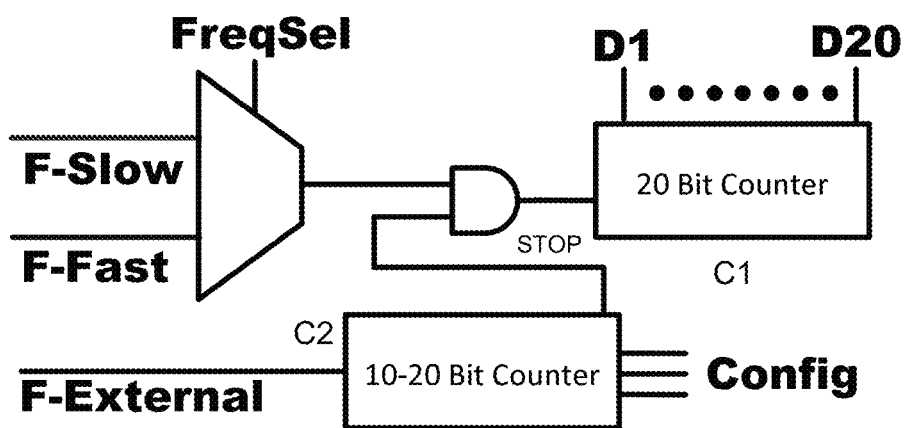 FreqSel
D1
D20
F-Slow
20 Bit Counter
F-Fast
STOP
C1
C2
10-20 Bit Counter
Config
F-External